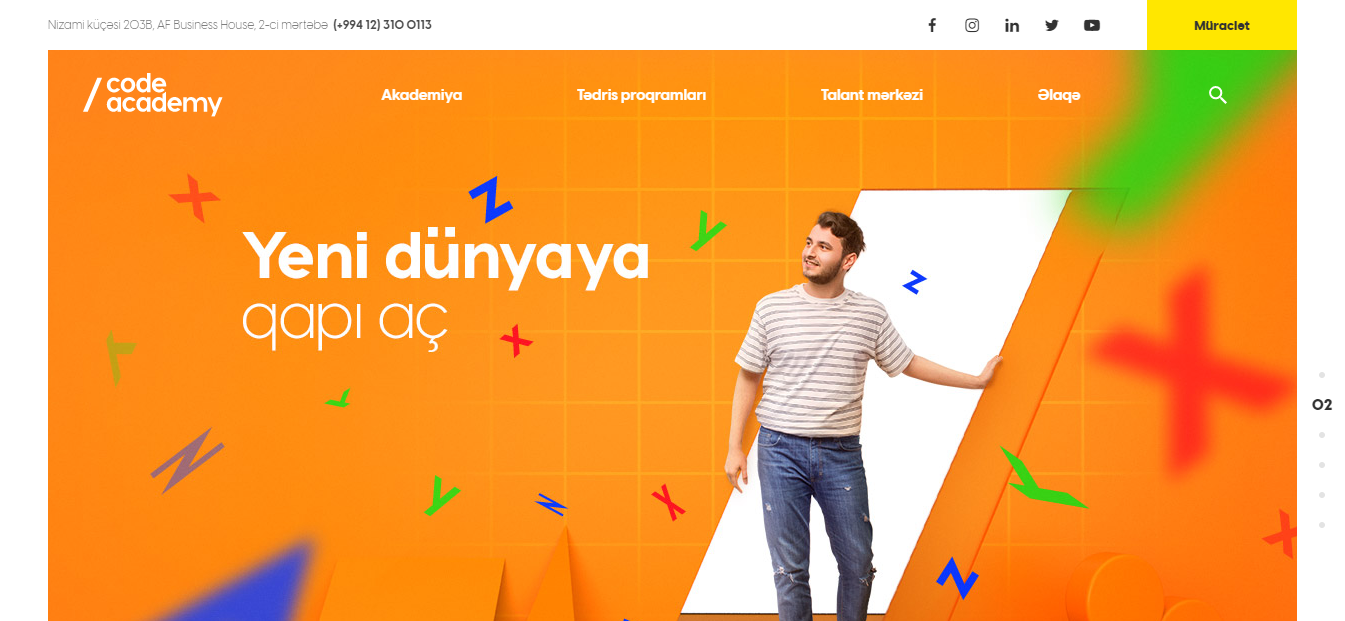 Nizami küçəsi 203B, AF Business House, 2-ci mərtəbə (+994 12) 310 0113
Müraciət
/code
academy
Akademiya Tədris proqramları Talant mərkəzi Əlaqə
Yeni dünyaya
qapı aç
02